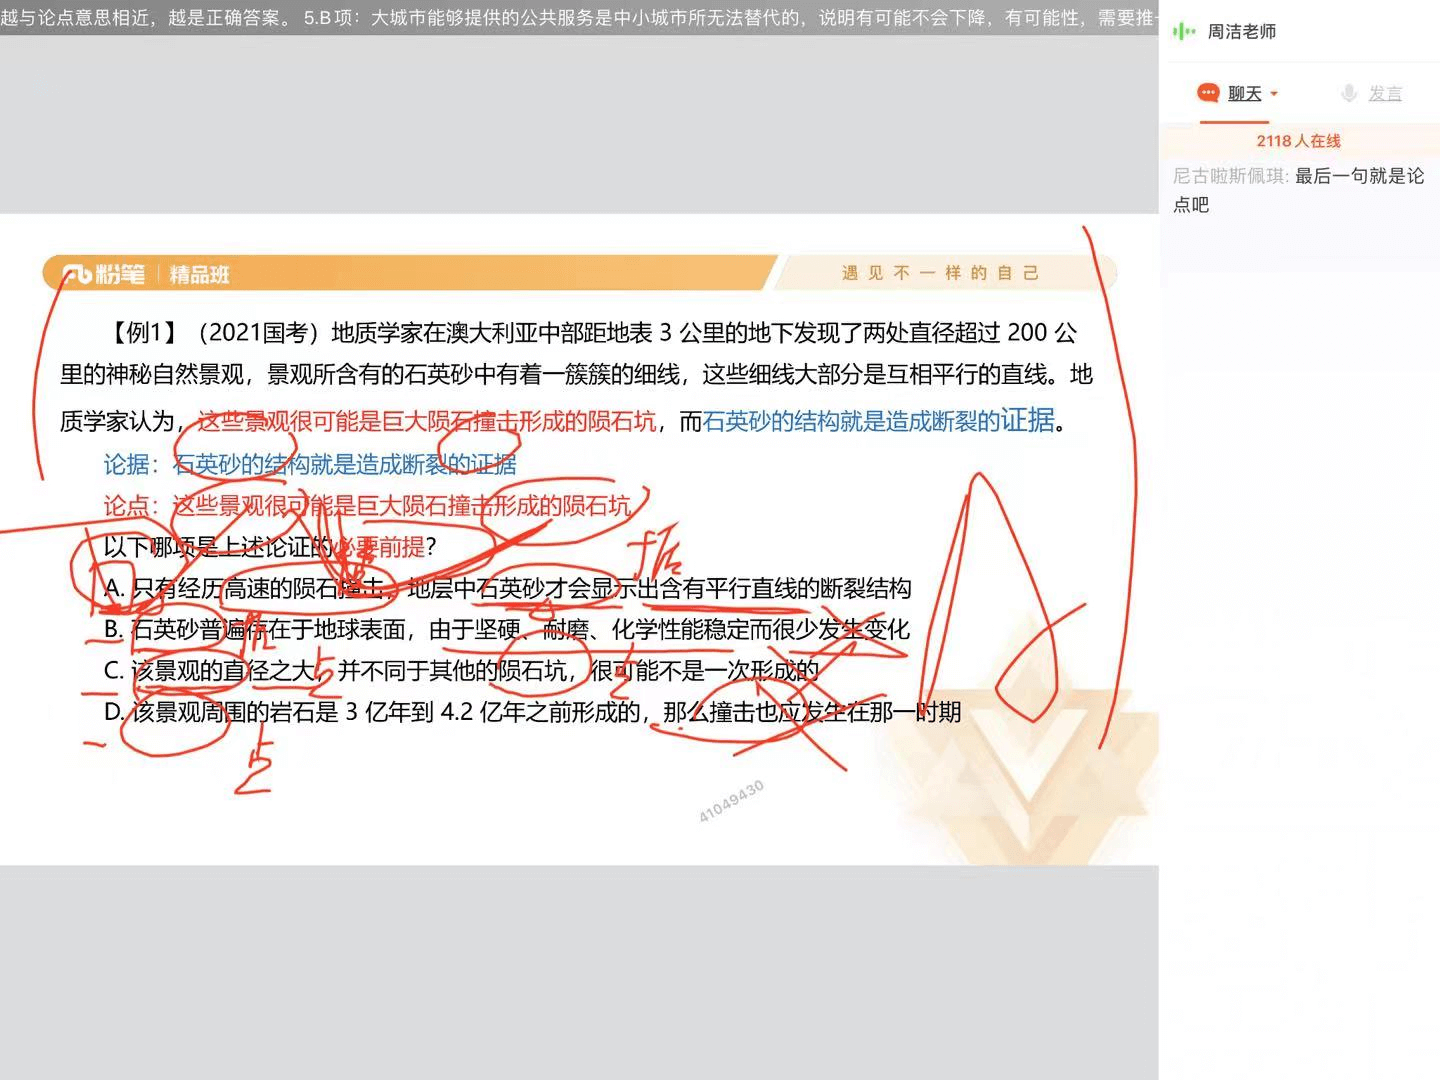 越与论点意思相近，越是正确答案。 5.B项：大城市能够提供的公共服务是中小城市所无法替代的，说明有可能不会下降，有可能性，需要推
周洁老师
聊天
发言
2118人在线
尼古啦斯佩琪: 最后一句就是论
点吧
粉笔 精品班
遇见不一样的自己
【例1】（2021国考）地质学家在澳大利亚中部距地表 3 公里的地下发现了两处直径超过 200 公
里的神秘自然景观，景观所含有的石英砂中有着一簇簇的细线，这些细线大部分是互相平行的直线。地
质学家认为，这些景观很可能是巨大陨石撞击形成的陨石坑，而石英砂的结构就是造成断裂的证据。
论据：石英砂的结构就是造成断裂的证据
论点：这些景观很可能是巨大陨石撞击形成的陨石坑
以下哪项是上述论证的必要前提？
A. 只有经历高速的陨石撞击，地层中石英砂才会显示出含有平行直线的断裂结构
B. 石英砂普遍存在于地球表面，由于坚硬、耐磨、化学性能稳定而很少发生变化
C. 该景观的直径之大，并不同于其他的陨石坑，很可能不是一次形成的
D. 该景观周围的岩石是 3 亿年到 4.2 亿年之前形成的，那么撞击也应发生在那一时期
41049430